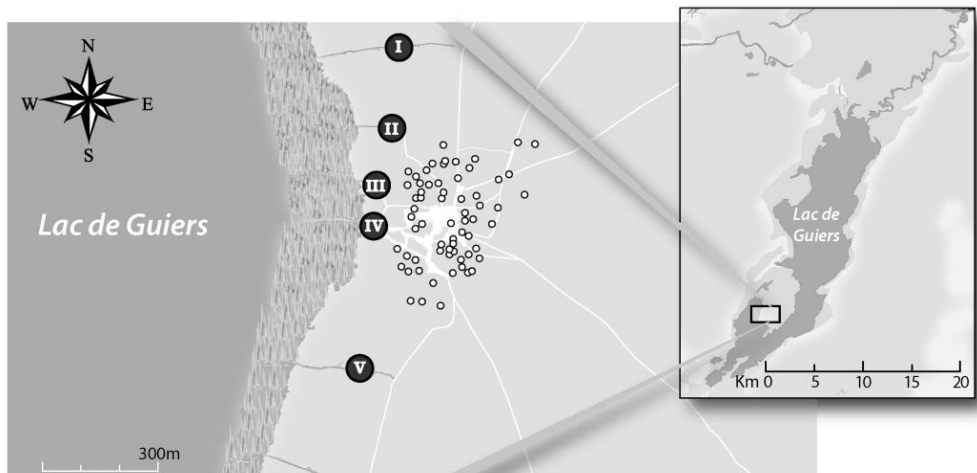 N
W
E
S
I
II
III
IV
V
Lac de Guiers
300m
Lac de
Guiers
Km 0 5 10 15 20